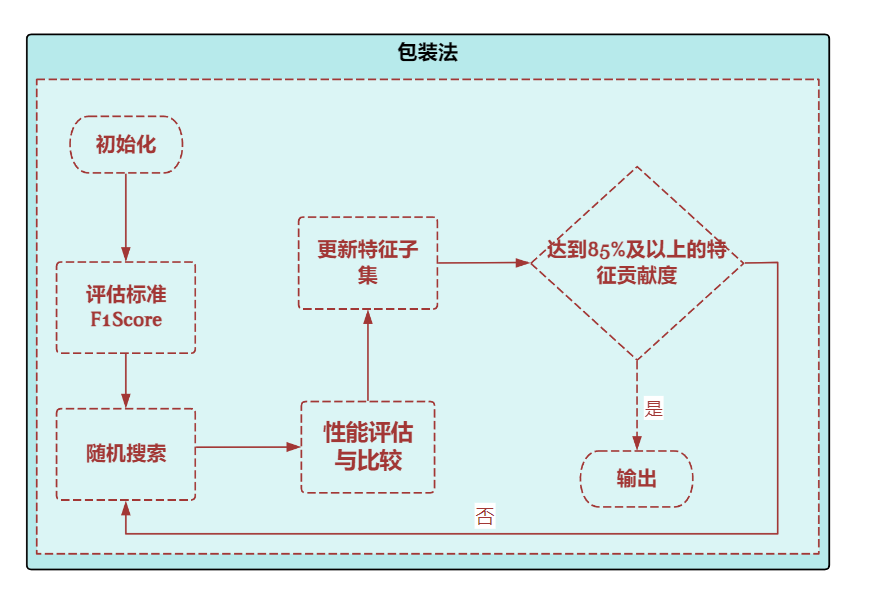 包装法
初始化
评估标准
F1Score
随机搜索
性能评估
与比较
更新特征子
集
达到85%及以上的特
征贡献度
是
输出
否